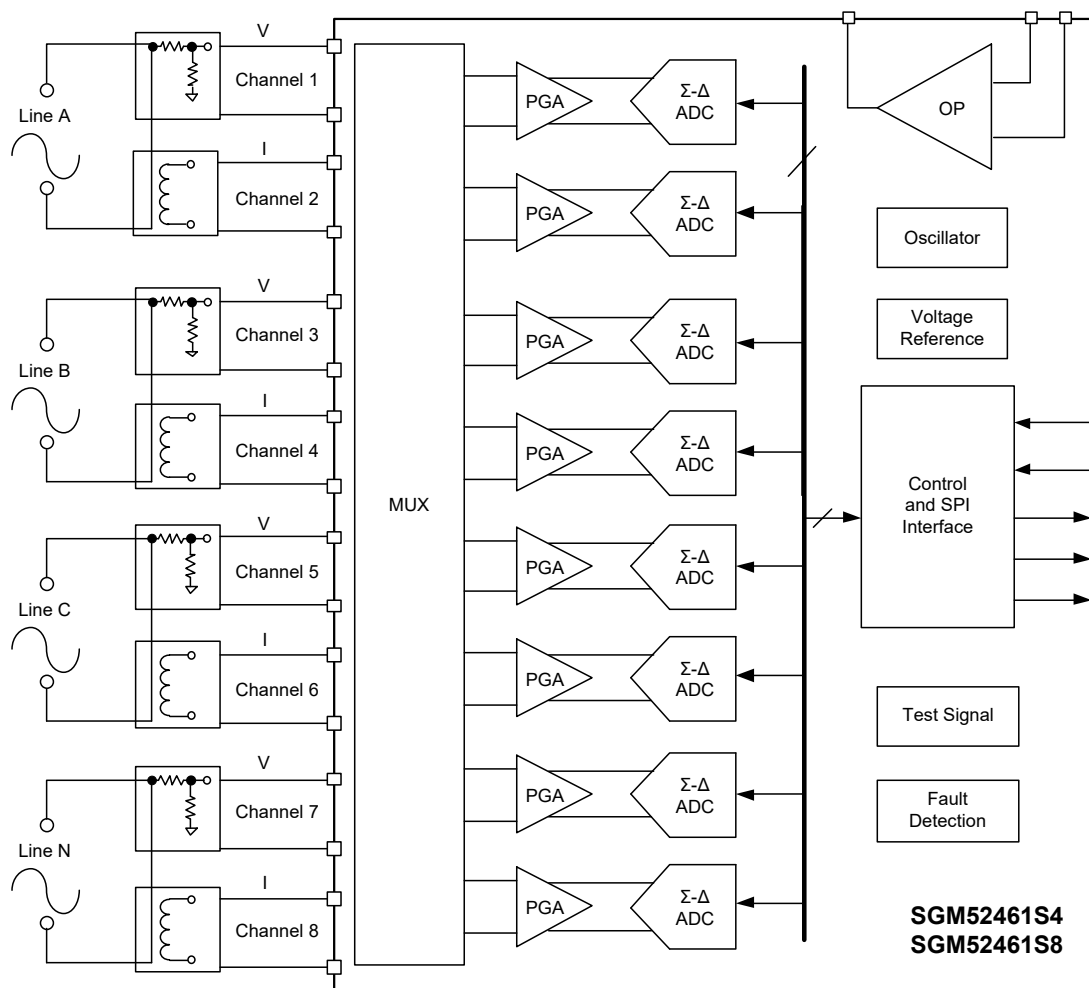 V
Channel 1
Line A
I
Channel 2
V
Channel 3
Line B
I
Channel 4
V
Channel 5
Line C
I
Channel 6
V
Channel 7
Line N
I
Channel 8
MUX
PGA
Σ-Δ
ADC
PGA
Σ-Δ
ADC
PGA
Σ-Δ
ADC
PGA
Σ-Δ
ADC
PGA
Σ-Δ
ADC
PGA
Σ-Δ
ADC
PGA
Σ-Δ
ADC
PGA
Σ-Δ
ADC
OP
Oscillator
Voltage
Reference
Control
and SPI
Interface
Test Signal
Fault
Detection
SGM52461S4
SGM52461S8